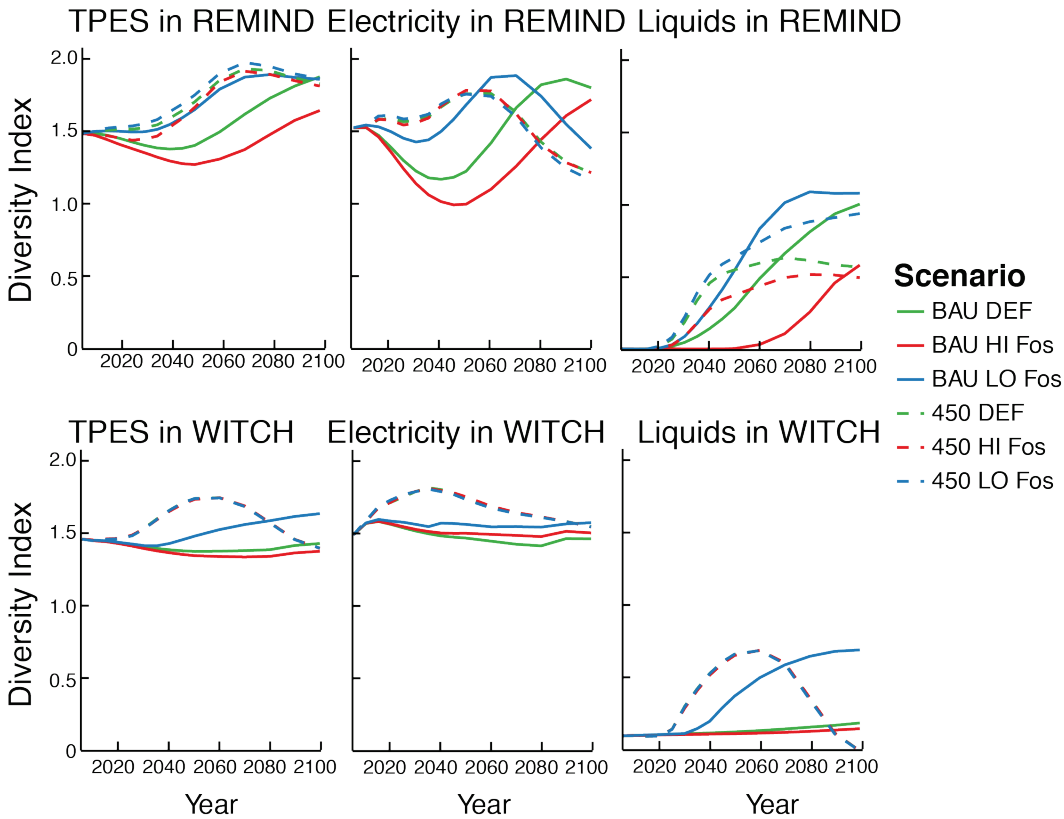 TPES in REMIND Electricity in REMIND Liquids in REMIND
2.0
1.5
1.0
0.5
0
Diversity Index
2020 2040 2060 2080 2100 2020 2040 2060 2080 2100 2020 2040 2060 2080 2100
Scenario
BAU DEF
BAU HI Fos
BAU LO Fos
450 DEF
450 HI Fos
450 LO Fos
TPES in WITCH Electricity in WITCH Liquids in WITCH
2.0
1.5
1.0
0.5
0
Diversity Index
2020 2040 2060 2080 2100 2020 2040 2060 2080 2100 2020 2040 2060 2080 2100
Year Year Year